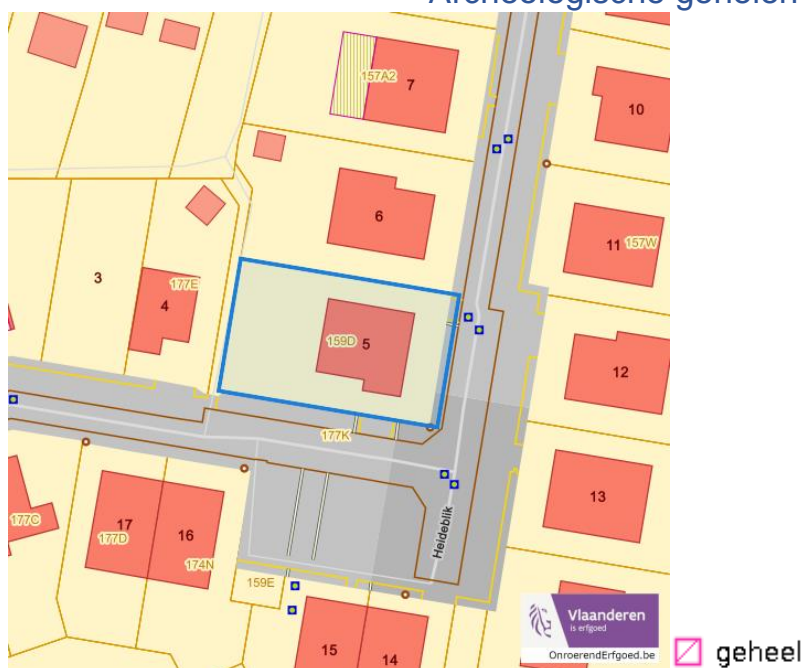 Archeologische gehelen
157A2
7
10
6
11 157W
3
177E
4
159D
5
12
177K
13
177C
17
16
177D
174N
Heideblik
159E
15
14
Vlaanderen
is erfgoed
OnroerendErfgoed.be
geheel